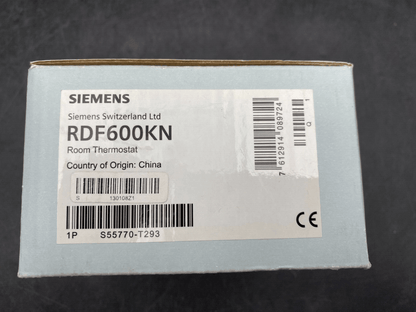 SIEMENS
Siemens Switzerland Ltd
RDF600KN
Room Thermostat
Country of Origin: China
S 130108Z1
1P S55770-T293
7 612914 089724
Q 1
CE